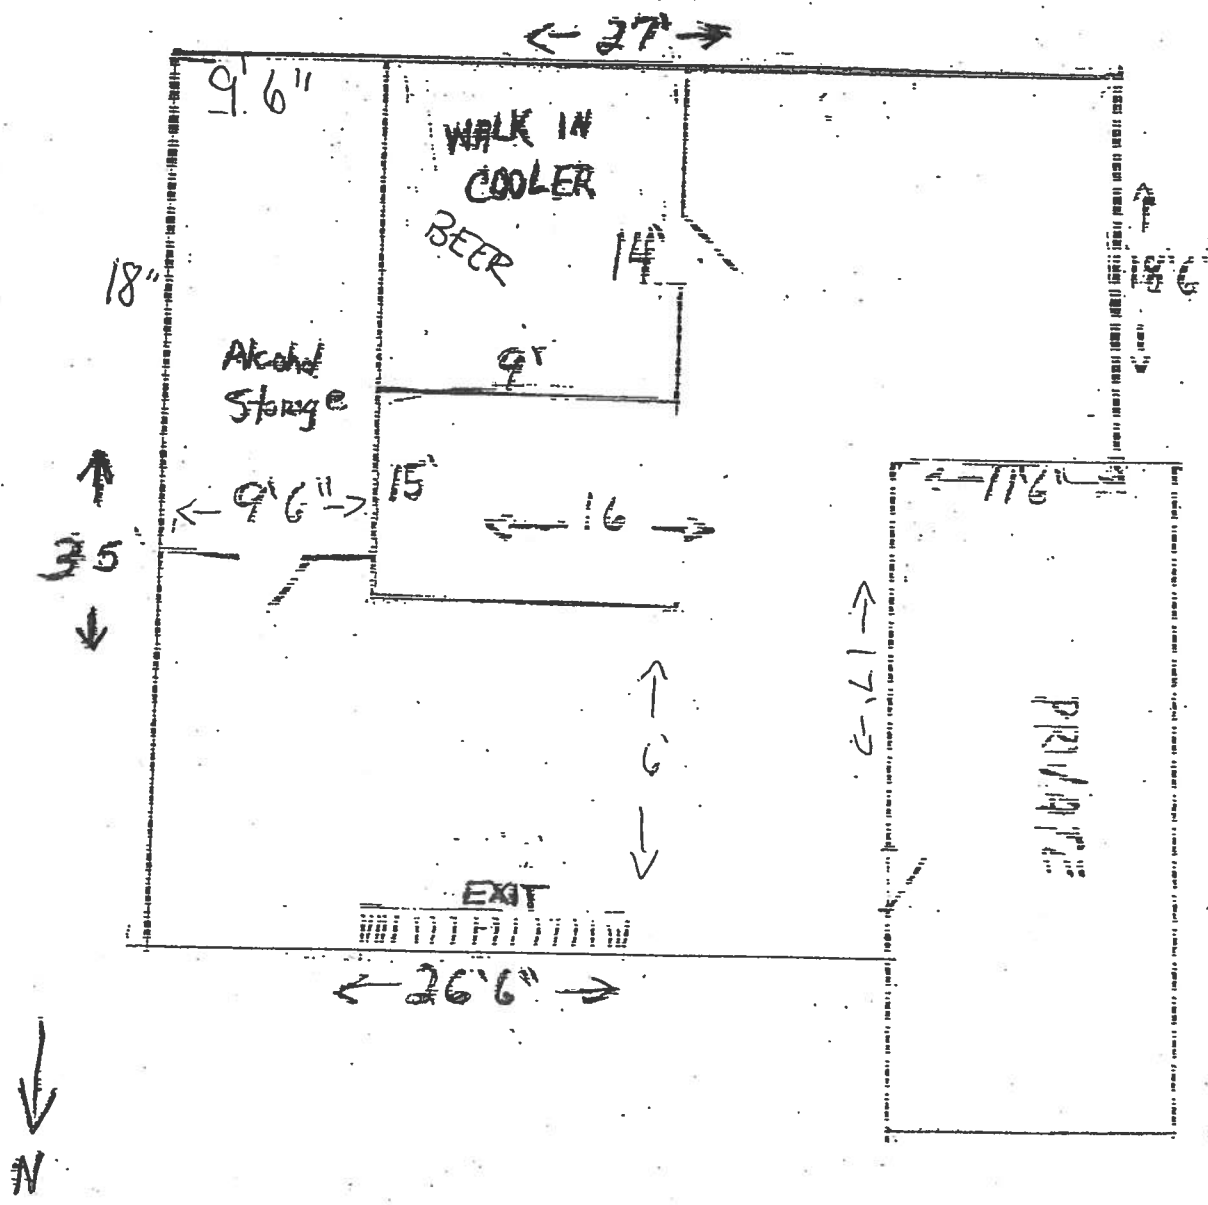 27'
9'6"
WALK IN
COOLER
BEER
14'
18"
18'6"
9'
Alcohol
Storage
9'6"
15'
16
11'6"
35'
17'
6'
PRIVATE
EXIT
26'6"
N